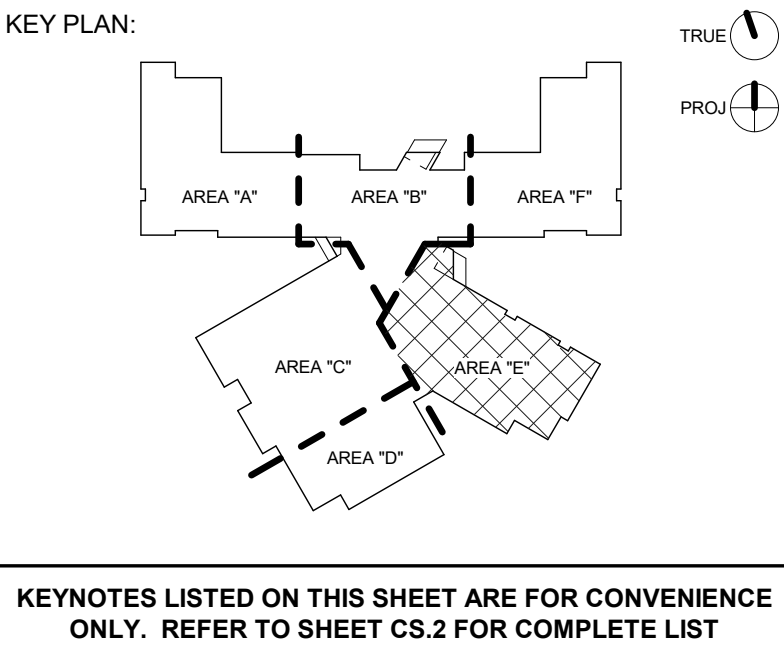 KEY PLAN:
TRUE
PROJ
AREA "A"
AREA "B"
AREA "F"
AREA "C"
AREA "E"
AREA "D"
KEYNOTES LISTED ON THIS SHEET ARE FOR CONVENIENCE
ONLY. REFER TO SHEET CS.2 FOR COMPLETE LIST